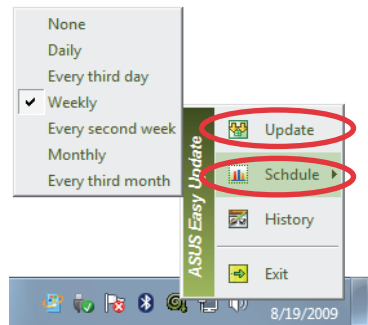 None
Daily
Every third day
Weekly
Every second week
Monthly
Every third month
ASUS Easy Update
Update
Schdule
History
Exit
8/19/2009